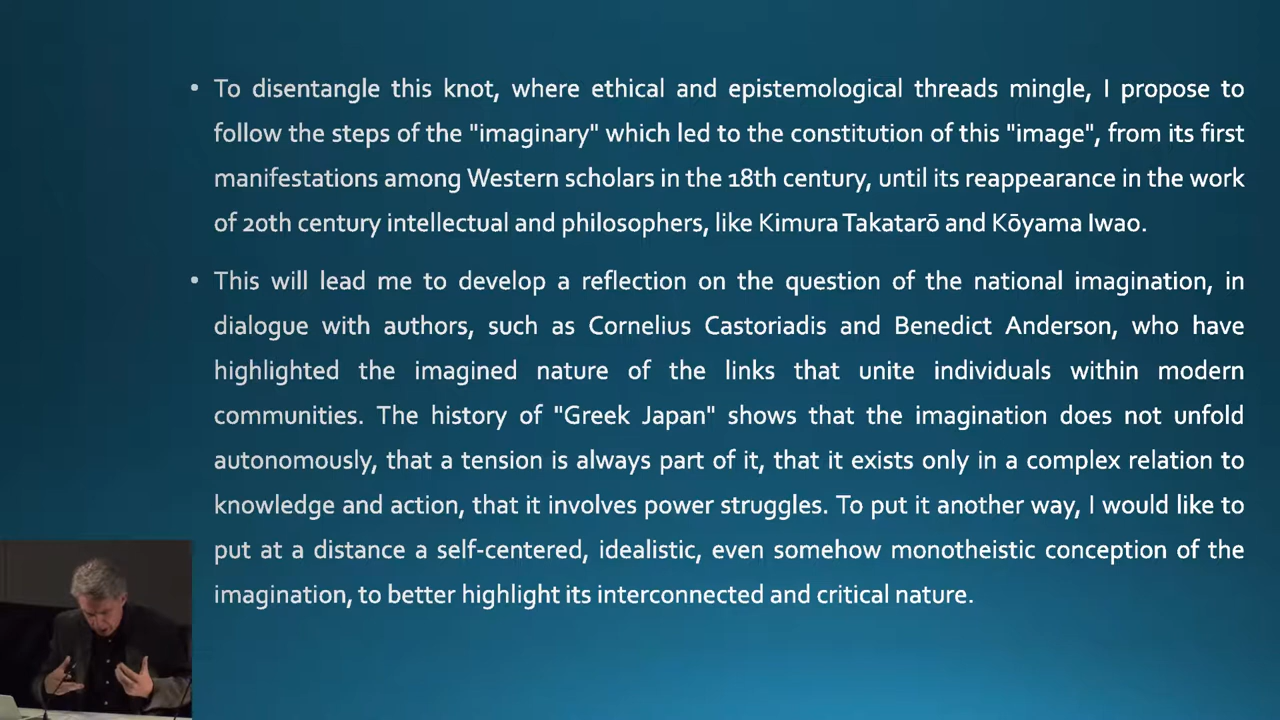 • To disentangle this knot, where ethical and epistemological threads mingle, I propose to
follow the steps of the "imaginary" which led to the constitution of this "image", from its first
manifestations among Western scholars in the 18th century, until its reappearance in the work
of 20th century intellectual and philosophers, like Kimura Takatarō and Kōyama Iwao.
• This will lead me to develop a reflection on the question of the national imagination, in
dialogue with authors, such as Cornelius Castoriadis and Benedict Anderson, who have
highlighted the imagined nature of the links that unite individuals within modern
communities. The history of "Greek Japan" shows that the imagination does not unfold
autonomously, that a tension is always part of it, that it exists only in a complex relation to
knowledge and action, that it involves power struggles. To put it another way, I would like to
put at a distance a self-centered, idealistic, even somehow monotheistic conception of the
imagination, to better highlight its interconnected and critical nature.